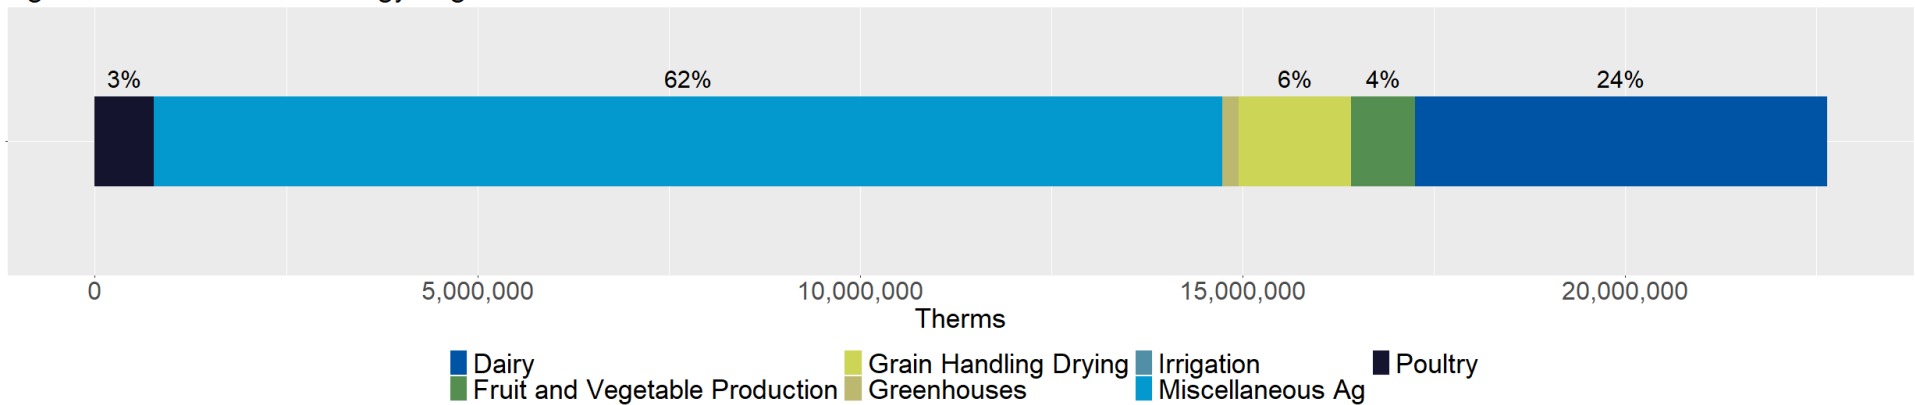 3% 62% 6% 4% 24%
0 5,000,000 10,000,000 15,000,000 20,000,000
Therms
Dairy Grain Handling Drying Irrigation Poultry
Fruit and Vegetable Production Greenhouses Miscellaneous Ag